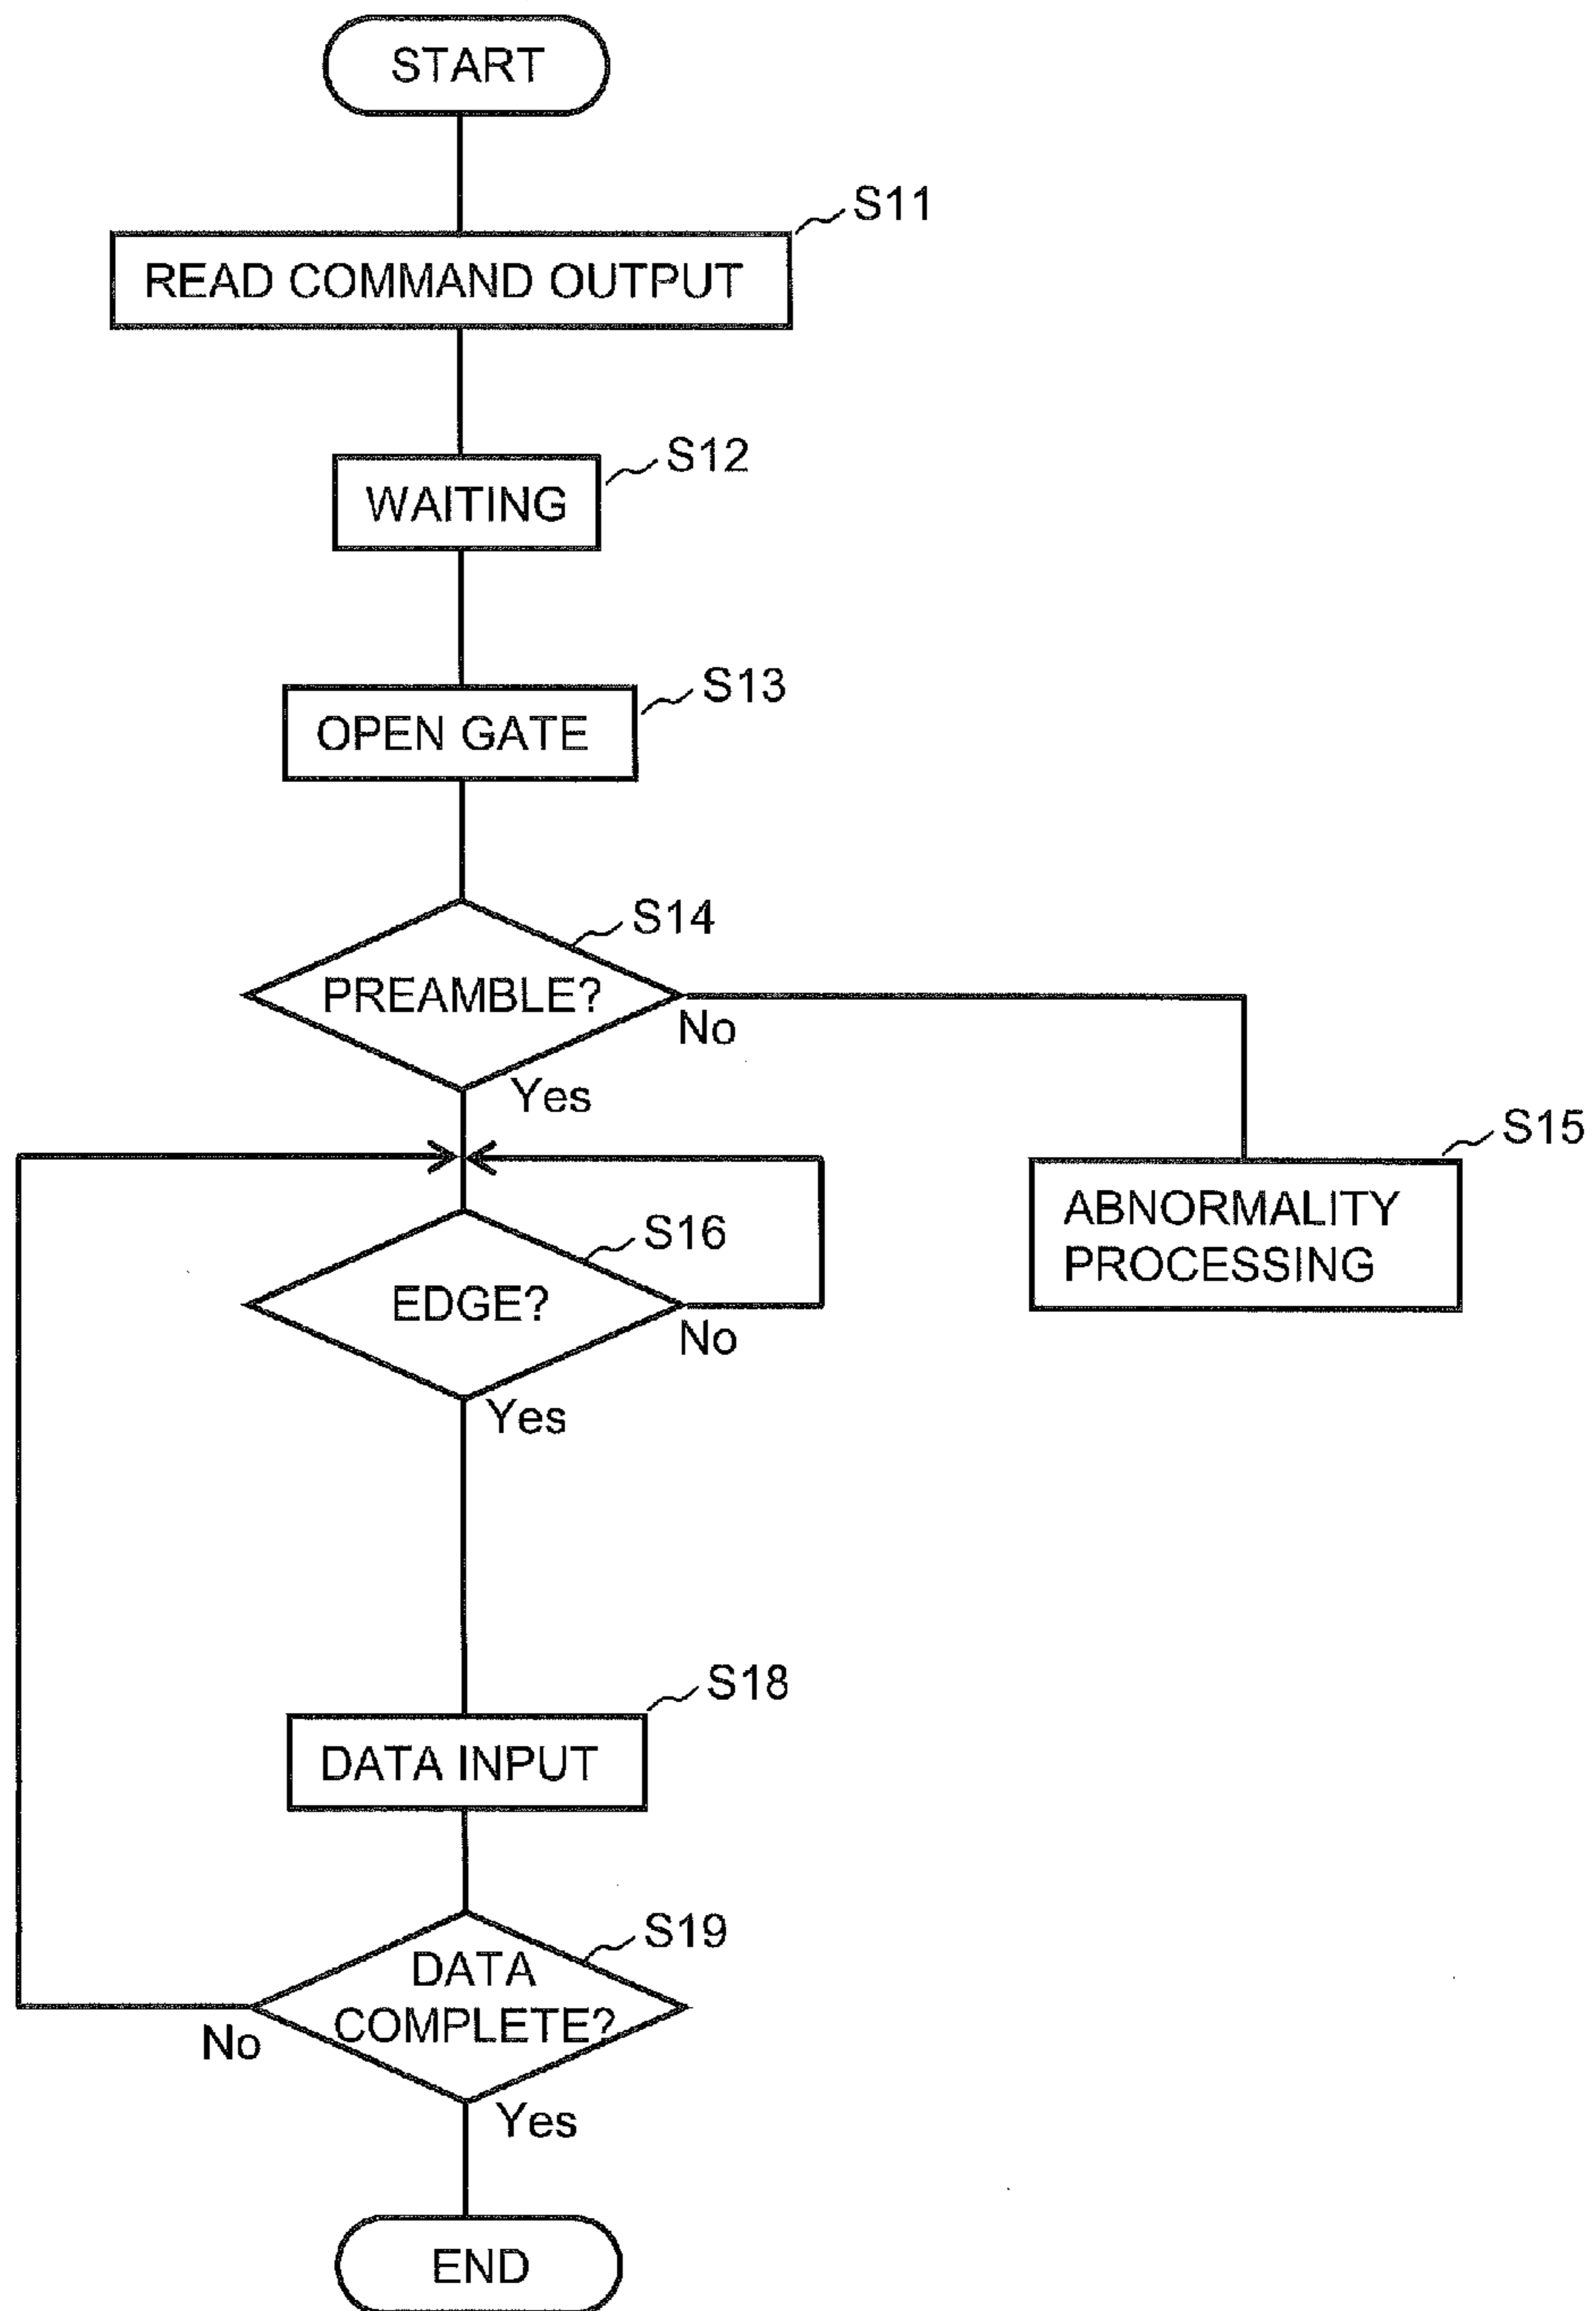 START
S11
READ COMMAND OUTPUT
S12
WAITING
S13
OPEN GATE
S14
PREAMBLE?
No
Yes
S15
ABNORMALITY
PROCESSING
S16
EDGE?
No
Yes
S18
DATA INPUT
S19
DATA
COMPLETE?
No
Yes
END